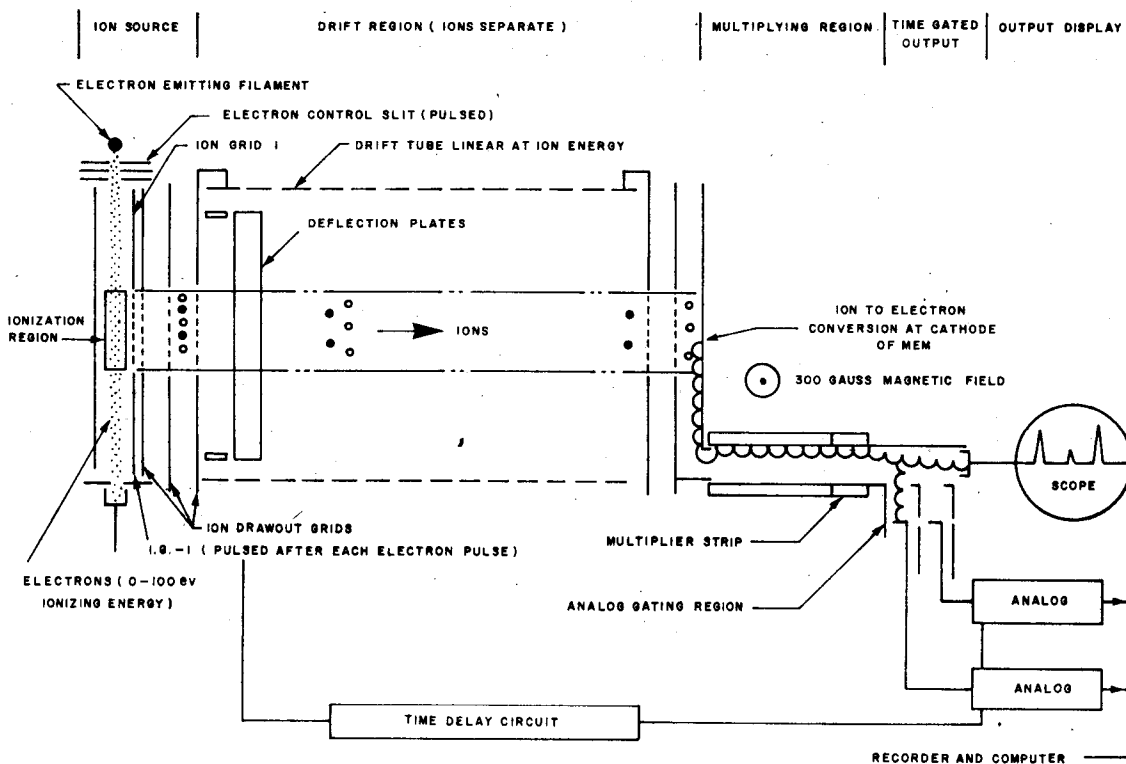 ION SOURCE
DRIFT REGION ( IONS SEPARATE )
MULTIPLYING REGION
TIME GATED
OUTPUT
OUTPUT DISPLAY
ELECTRON EMITTING FILAMENT
ELECTRON CONTROL SLIT (PULSED)
ION GRID I
DRIFT TUBE LINEAR AT ION ENERGY
DEFLECTION PLATES
IONIZATION
REGION
IONS
ION TO ELECTRON
CONVERSION AT CATHODE
OF MEM
300 GAUSS MAGNETIC FIELD
SCOPE
ION DRAWOUT GRIDS
I.G.-I ( PULSED AFTER EACH ELECTRON PULSE)
MULTIPLIER STRIP
ELECTRONS ( 0-100 eV
IONIZING ENERGY)
ANALOG GATING REGION
ANALOG
ANALOG
TIME DELAY CIRCUIT
RECORDER AND COMPUTER